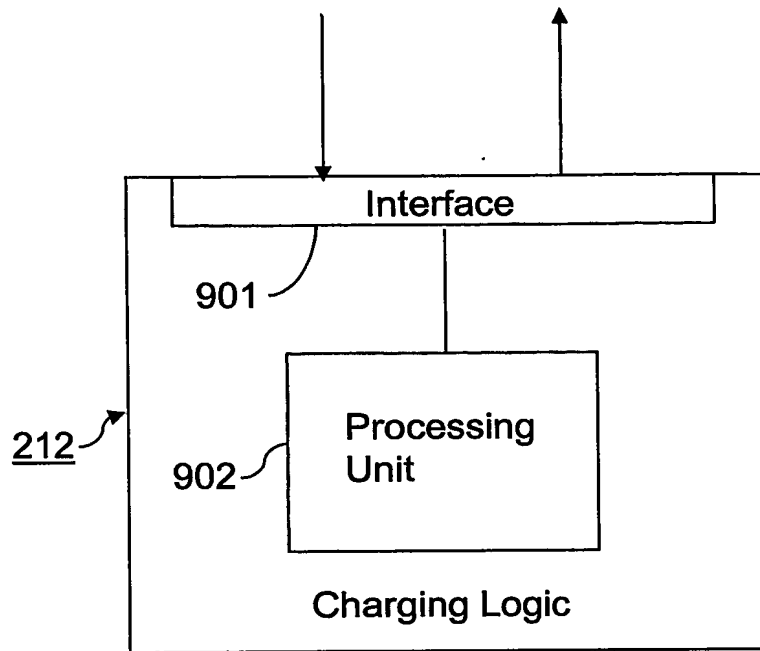 Interface
901
Processing
Unit
212
902
Charging Logic